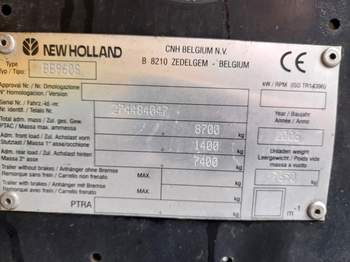 NEW HOLLAND
CNH BELGIUM N.V.
B 8210 ZEDELGEM - BELGIUM
CE
Type
Typ / Tipo:
BB960S
Approval / Nr. Omologazione
N° Homologation / Version
kW / RPM (ISO TR14396)
Serial Nr. / Fahrz.-Id.-nr:
Nr. identif. / Telaio Nr.
Year / Baujahr
Année / Anno
Total adm. mass / Zul. ges. Gew.
PTAC / Massa max. ammessa
8700
kg
Adm. front load / Zul. Achslast vorn
Stutzlast / Massa 1° asse/occhione
1400
kg
Adm. rear load / Zul. Achslast hinten
Massa 2° asse
7400
kg
Unladen weight
Leergewicht / Poids vide
massa a vuoto
kg
Trailer without brakes / Anhänger ohne Bremse
Remorque sans frein / Carrello non frenato
MAX.
kg
Trailer with brakes / Anhänger mit Bremse
Remorque avec frein / Carrello frenato
MAX.
kg
PTRA
kg
m-1